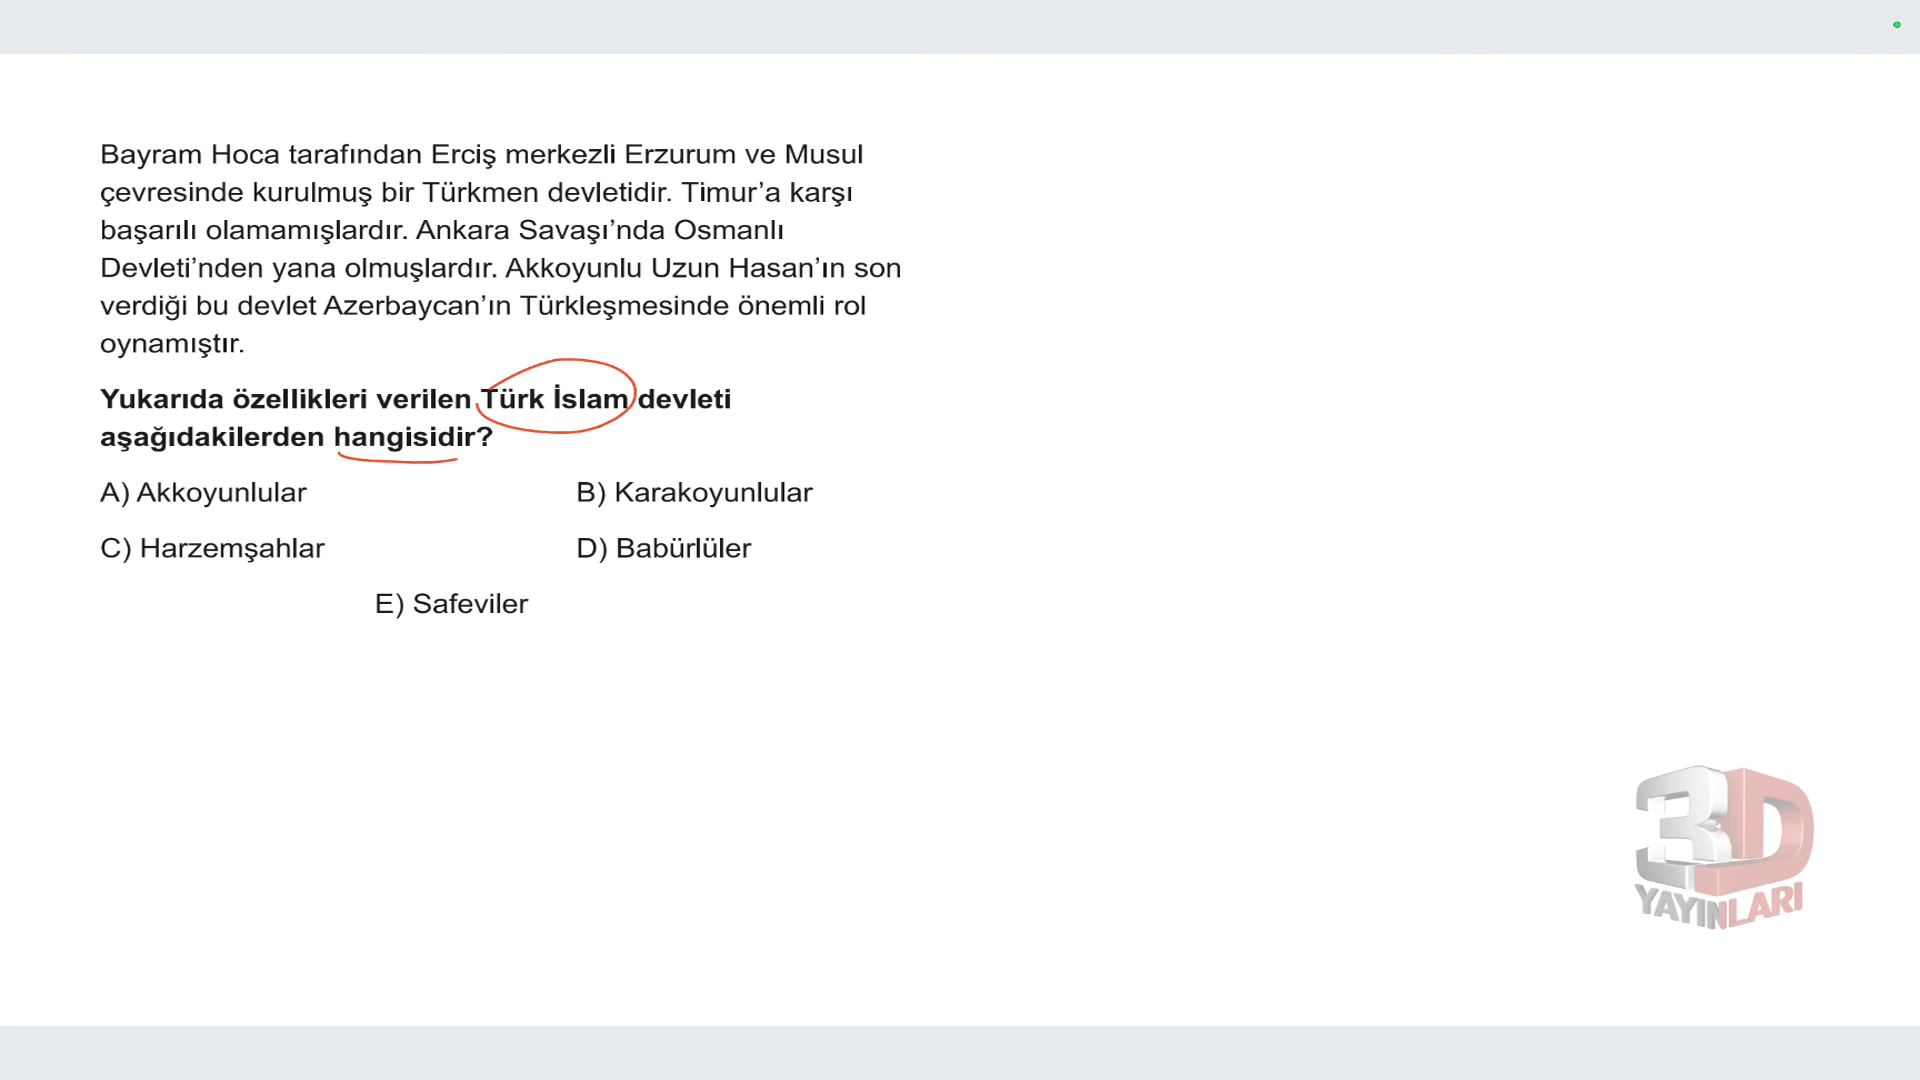 Bayram Hoca tarafından Erciş merkezli Erzurum ve Musul
çevresinde kurulmuş bir Türkmen devletidir. Timur’a karşı
başarılı olamamışlardır. Ankara Savaşı’nda Osmanlı
Devleti’nden yana olmuşlardır. Akkoyunlu Uzun Hasan’ın son
verdiği bu devlet Azerbaycan’ın Türkleşmesinde önemli rol
oynamıştır.
Yukarıda özellikleri verilen Türk İslam devleti
aşağıdakilerden hangisidir?
A) Akkoyunlular B) Karakoyunlular
C) Harzemşahlar D) Babürlüler
E) Safeviler
3D
YAYINLARI